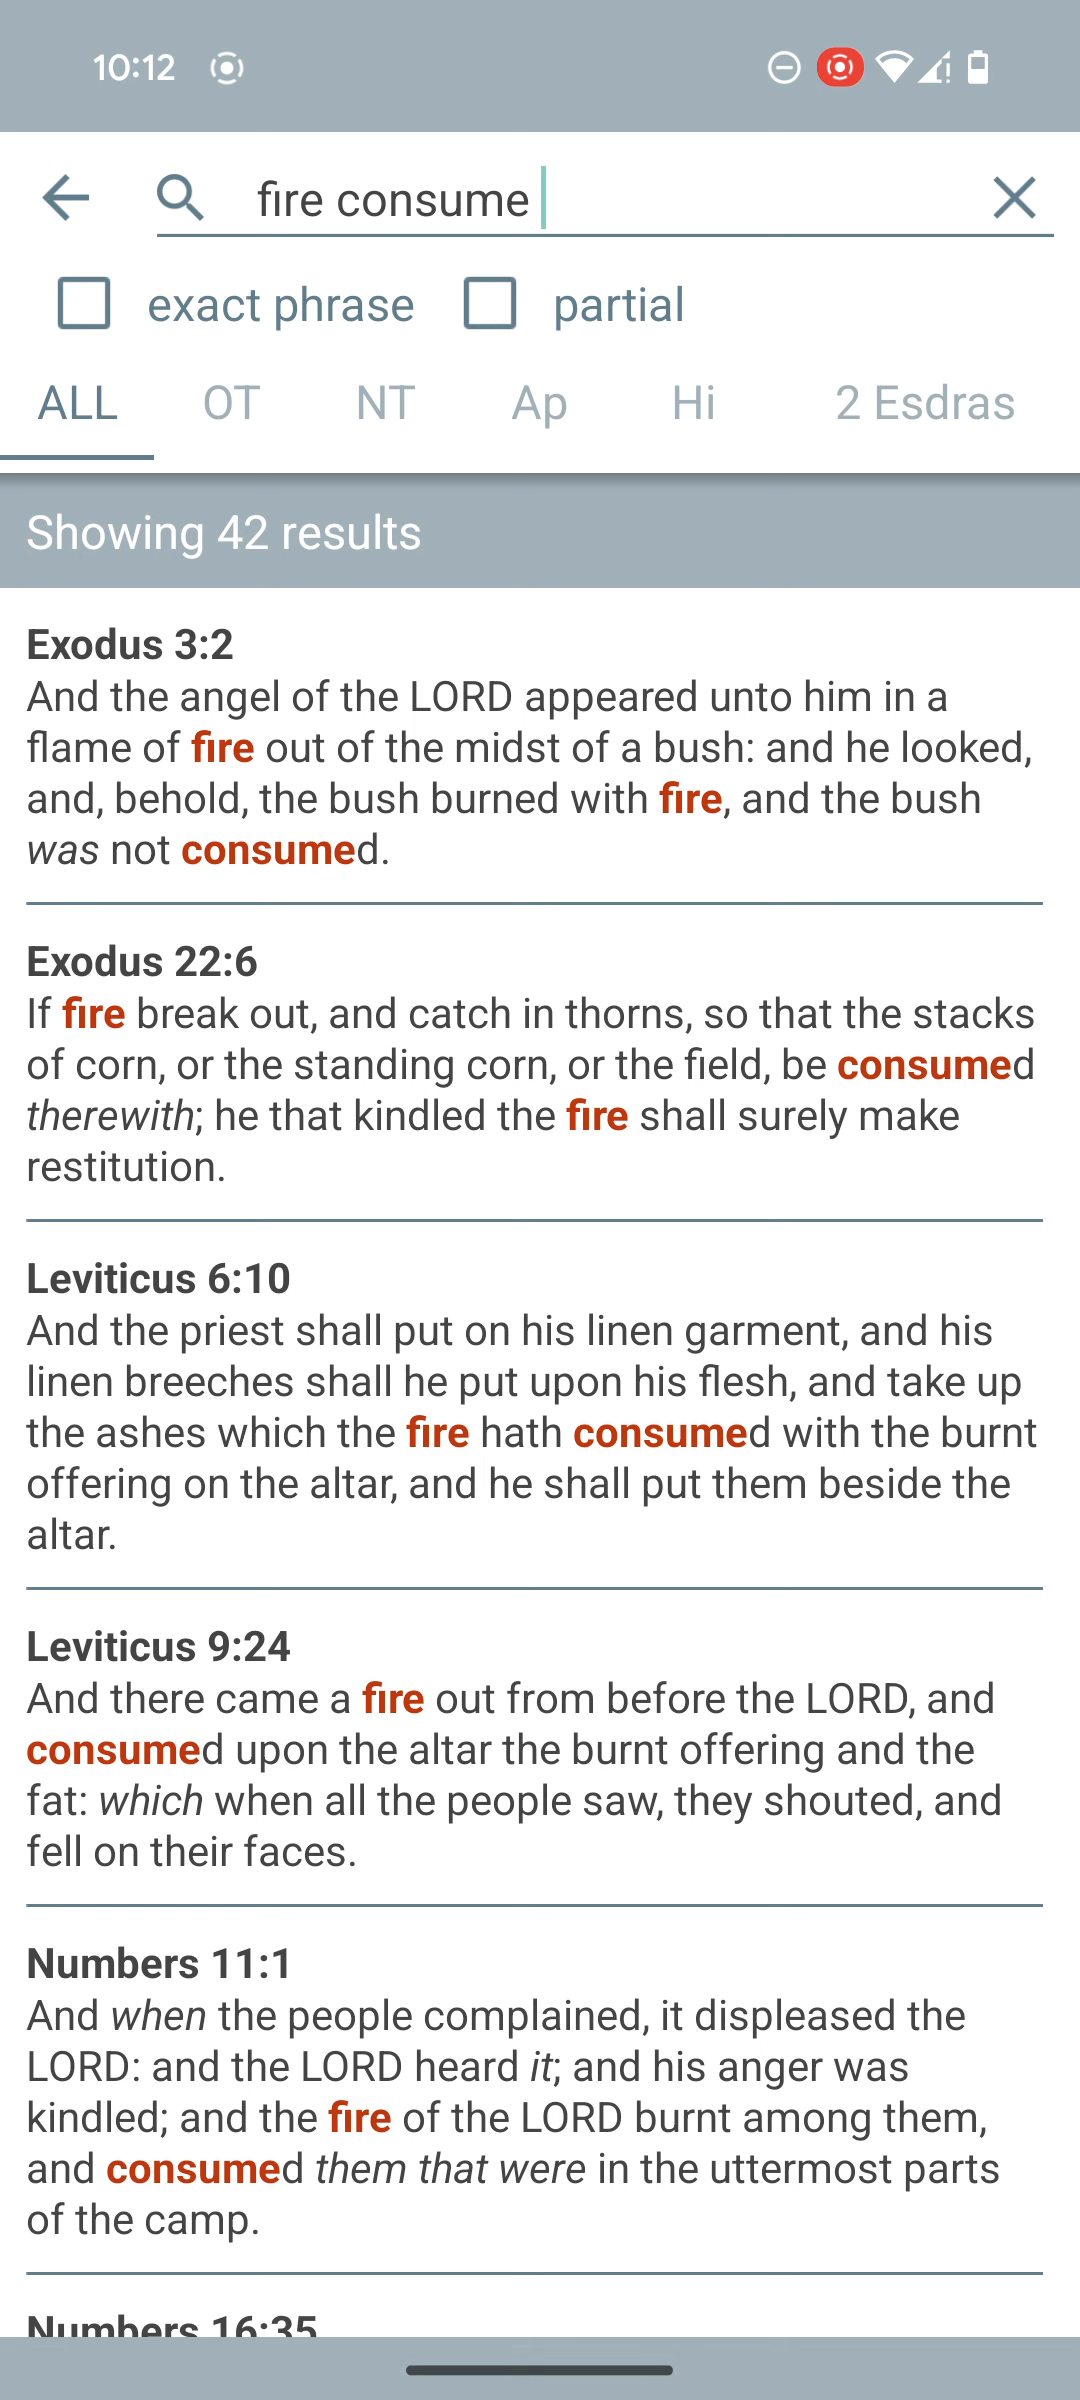 10:12
fire consume
exact phrase partial
ALL OT NT Ap Hi 2 Esdras
Showing 42 results
Exodus 3:2
And the angel of the LORD appeared unto him in a
flame of fire out of the midst of a bush: and he looked,
and, behold, the bush burned with fire, and the bush
was not consumed.
Exodus 22:6
If fire break out, and catch in thorns, so that the stacks
of corn, or the standing corn, or the field, be consumed
therewith; he that kindled the fire shall surely make
restitution.
Leviticus 6:10
And the priest shall put on his linen garment, and his
linen breeches shall he put upon his flesh, and take up
the ashes which the fire hath consumed with the burnt
offering on the altar, and he shall put them beside the
altar.
Leviticus 9:24
And there came a fire out from before the LORD, and
consumed upon the altar the burnt offering and the
fat: which when all the people saw, they shouted, and
fell on their faces.
Numbers 11:1
And when the people complained, it displeased the
LORD: and the LORD heard it; and his anger was
kindled; and the fire of the LORD burnt among them,
and consumed them that were in the uttermost parts
of the camp.
Numbers 16:35